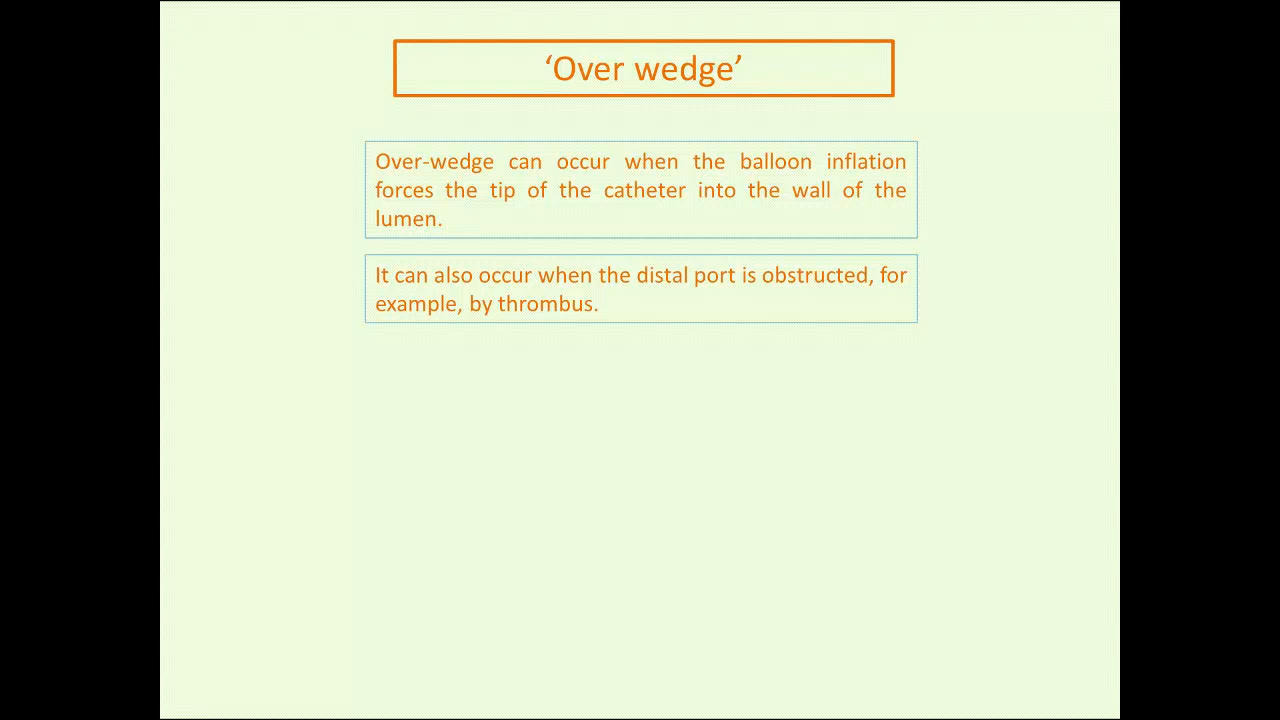 ‘Over wedge’
Over-wedge can occur when the balloon inflation
forces the tip of the catheter into the wall of the
lumen.
It can also occur when the distal port is obstructed, for
example, by thrombus.